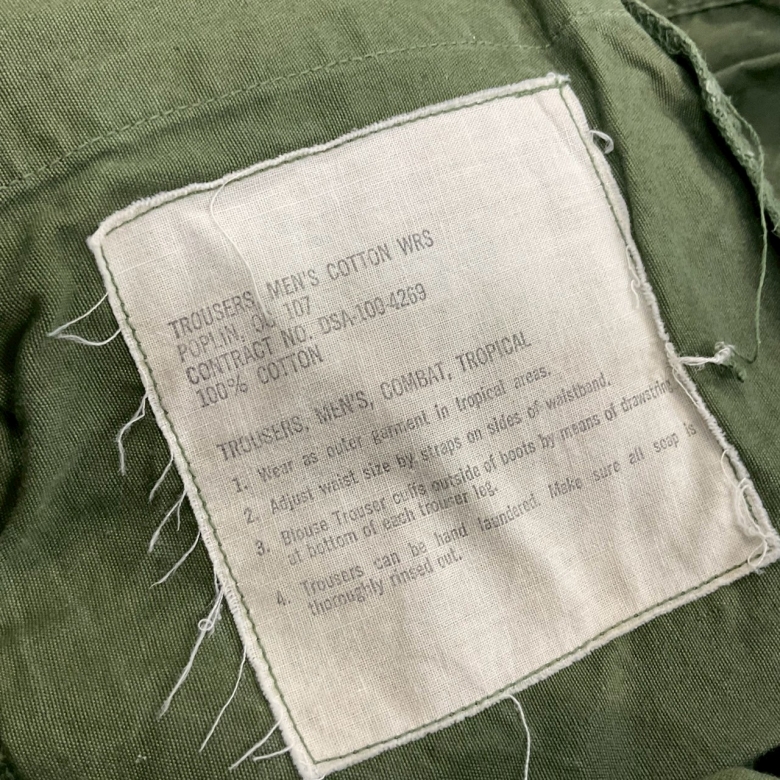 TROUSERS, MEN'S COTTON WRS
POPLIN, OG 107
CONTRACT NO. DSA-100-4269
100% COTTON
TROUSERS, MEN'S, COMBAT, TROPICAL
1. Wear as outer garment in tropical areas.
2. Adjust waist size by straps on sides of waistband.
3. Blouse Trouser cuffs outside of boots by means of drawstring
at bottom of each trouser leg.
4. Trousers can be hand laundered. Make sure all soap is
thoroughly rinsed out.